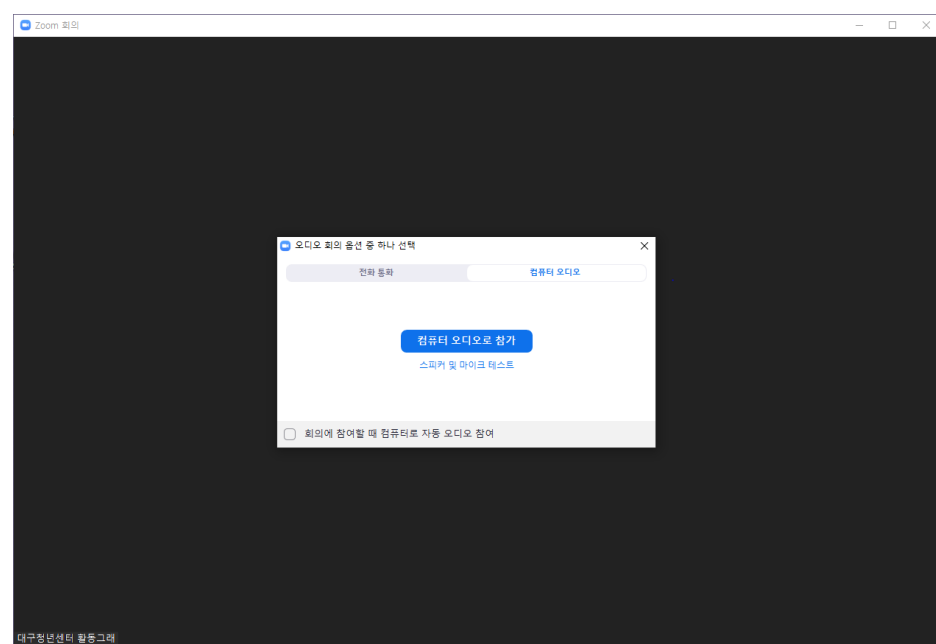 Zoom 회의
오디오 회의 옵션 중 하나 선택
전화 통화
컴퓨터 오디오
컴퓨터 오디오로 참가
스피커 및 마이크 테스트
회의에 참여할 때 컴퓨터로 자동 오디오 참여
대구청년센터 활동그래